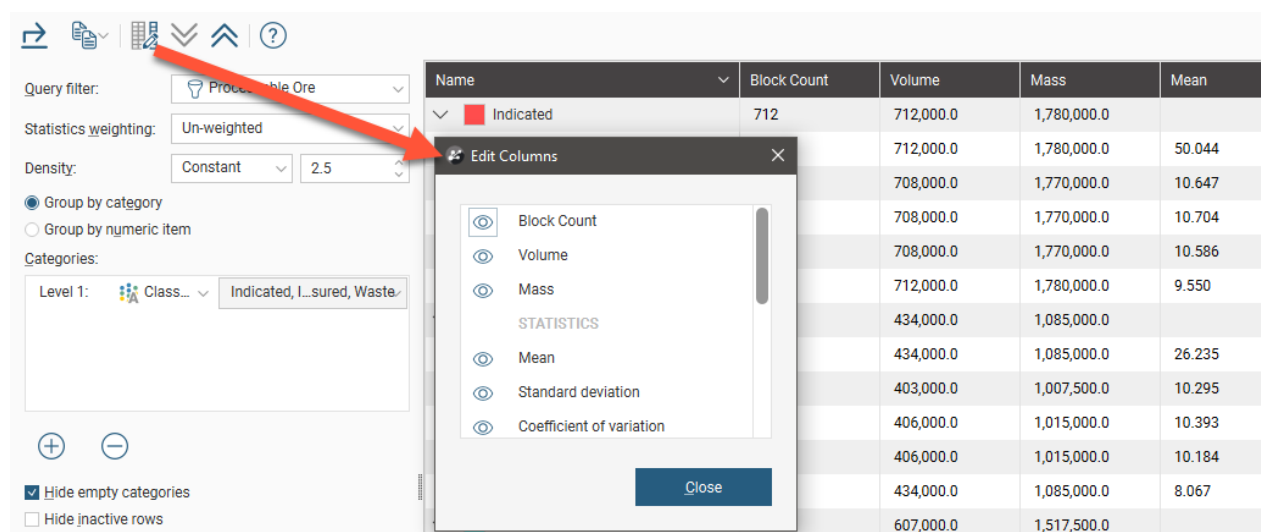 ?
Query filter:
Ore
Statistics weighting:
Un-weighted
Density:
Constant
2.5
Group by category
Group by numeric item
Categories:
Level 1:
Class...
Indicated, I...sured, Waste
Hide empty categories
Hide inactive rows
Name Block Count Volume Mass Mean
Indicated 712 712,000.0 1,780,000.0
712,000.0 1,780,000.0 50.044
708,000.0 1,770,000.0 10.647
708,000.0 1,770,000.0 10.704
708,000.0 1,770,000.0 10.586
712,000.0 1,780,000.0 9.550
434,000.0 1,085,000.0
434,000.0 1,085,000.0 26.235
403,000.0 1,007,500.0 10.295
406,000.0 1,015,000.0 10.393
406,000.0 1,015,000.0 10.184
434,000.0 1,085,000.0 8.067
607,000.0 1,517,500.0
Edit Columns
Block Count
Volume
Mass
STATISTICS
Mean
Standard deviation
Coefficient of variation
Close